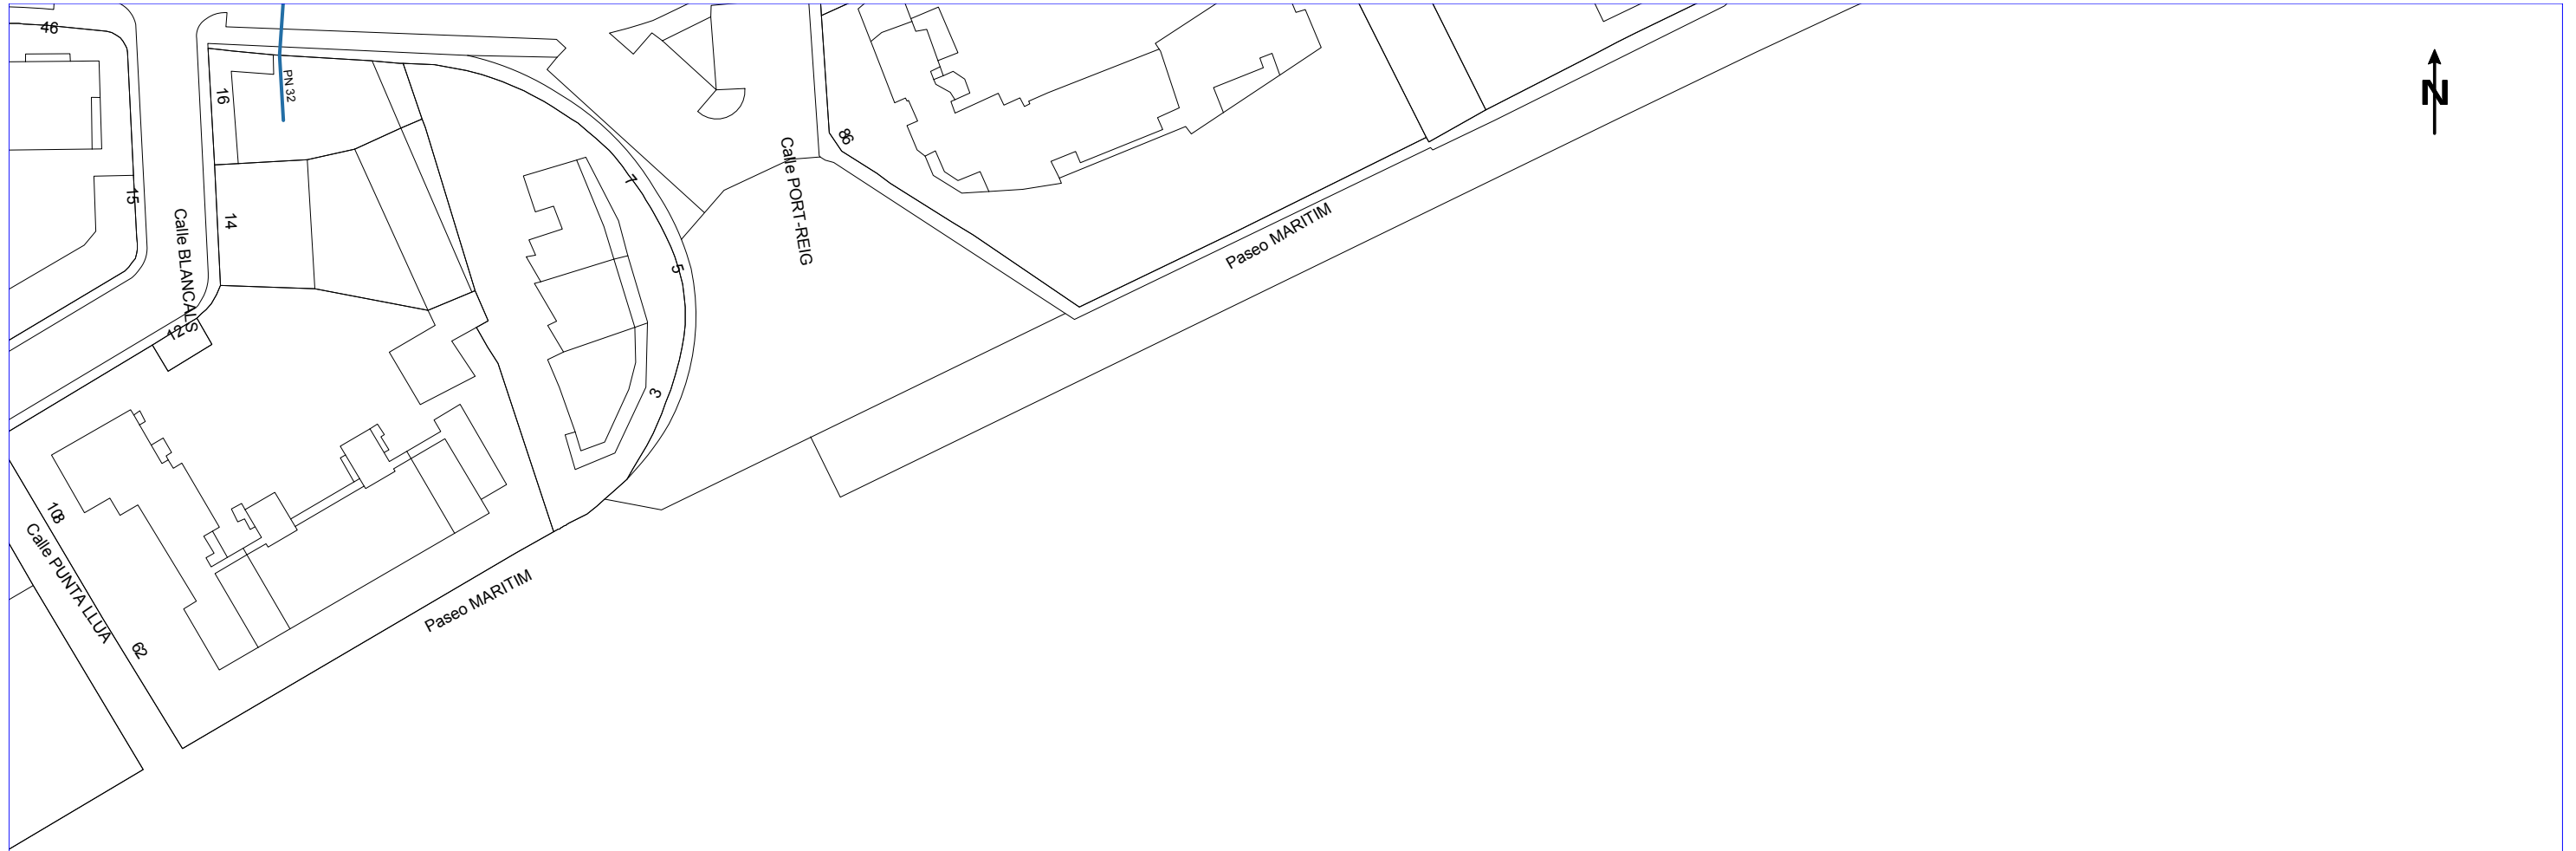 46
N
PN 32
16
86
Calle PORT-REIG
7
15
14
Calle BLANCALS
Paseo MARITIM
5
12
3
108
Calle PUNTA LLUA
Paseo MARITIM
62